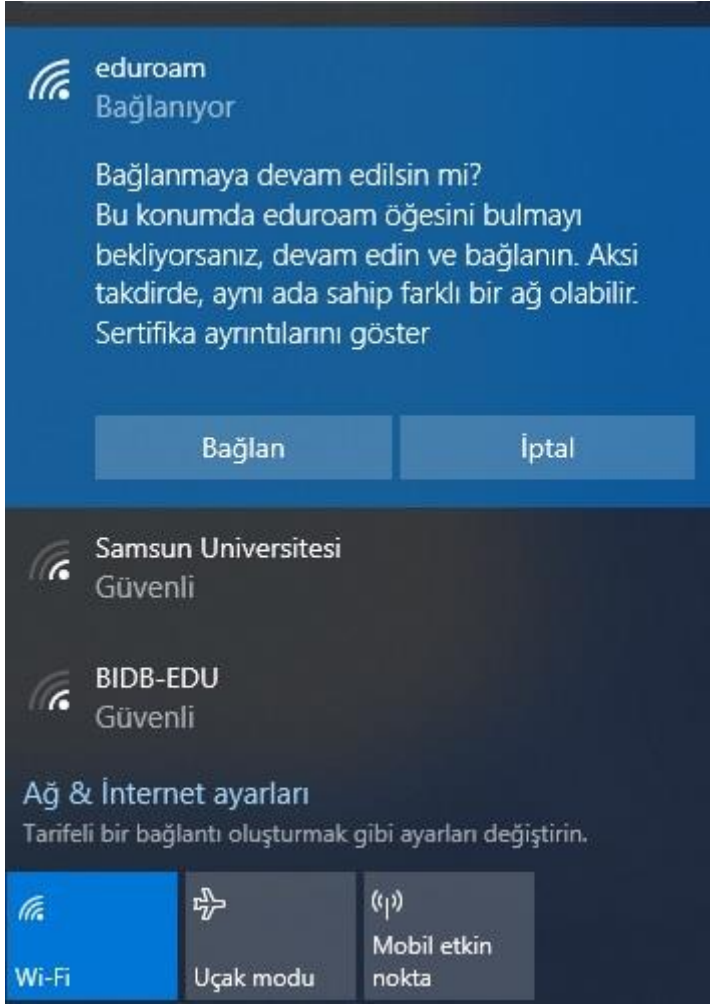 eduroam
Bağlanıyor
Bağlanmaya devam edilsin mi?
Bu konumda eduroam öğesini bulmayı
bekliyorsanız, devam edin ve bağlanın. Aksi
takdirde, aynı ada sahip farklı bir ağ olabilir.
Sertifika ayrıntılarını göster
Bağlan
İptal
Samsun Universitesi
Güvenli
BIDB-EDU
Güvenli
Ağ & İnternet ayarları
Tarifeli bir bağlantı oluşturmak gibi ayarları değiştirin.
Wi-Fi
Uçak modu
Mobil etkin
nokta